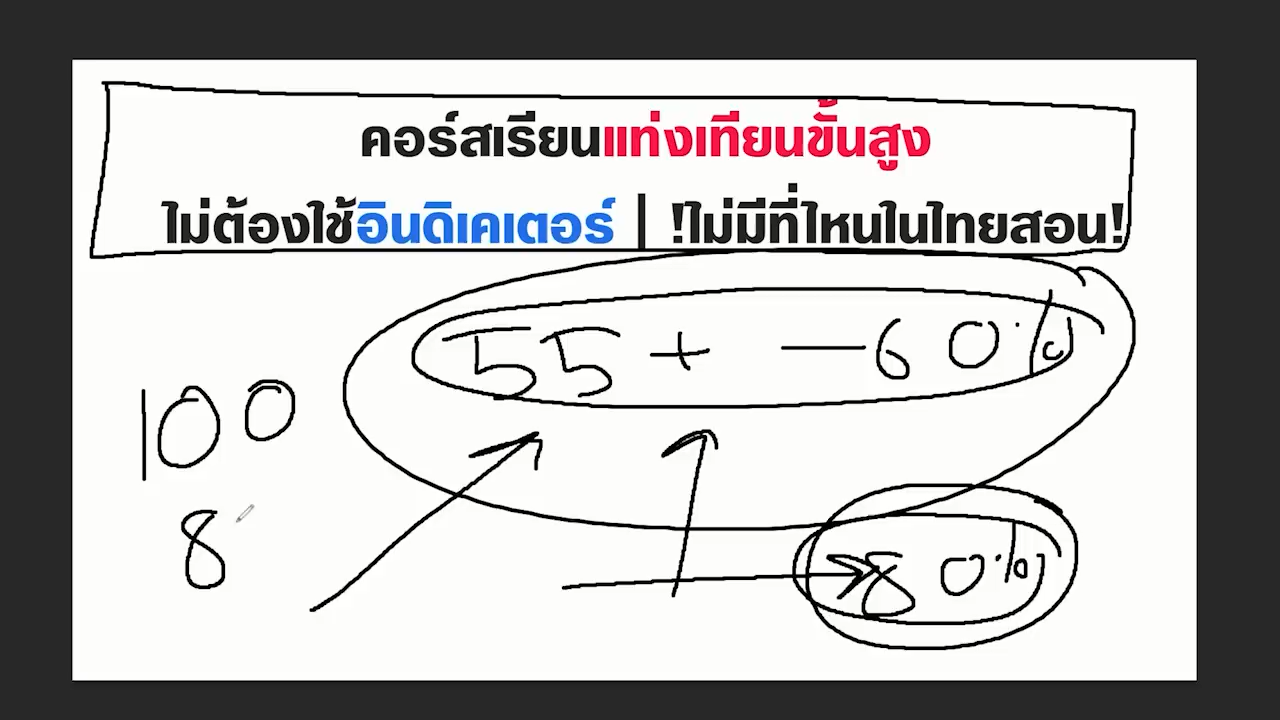 คอร์สเรียนแท่งเทียนขั้นสูง
ไม่ต้องใช้อินดิเคเตอร์ | !ไม่มีที่ไหนในไทยสอน!
55 + - 60%
100
8
80%